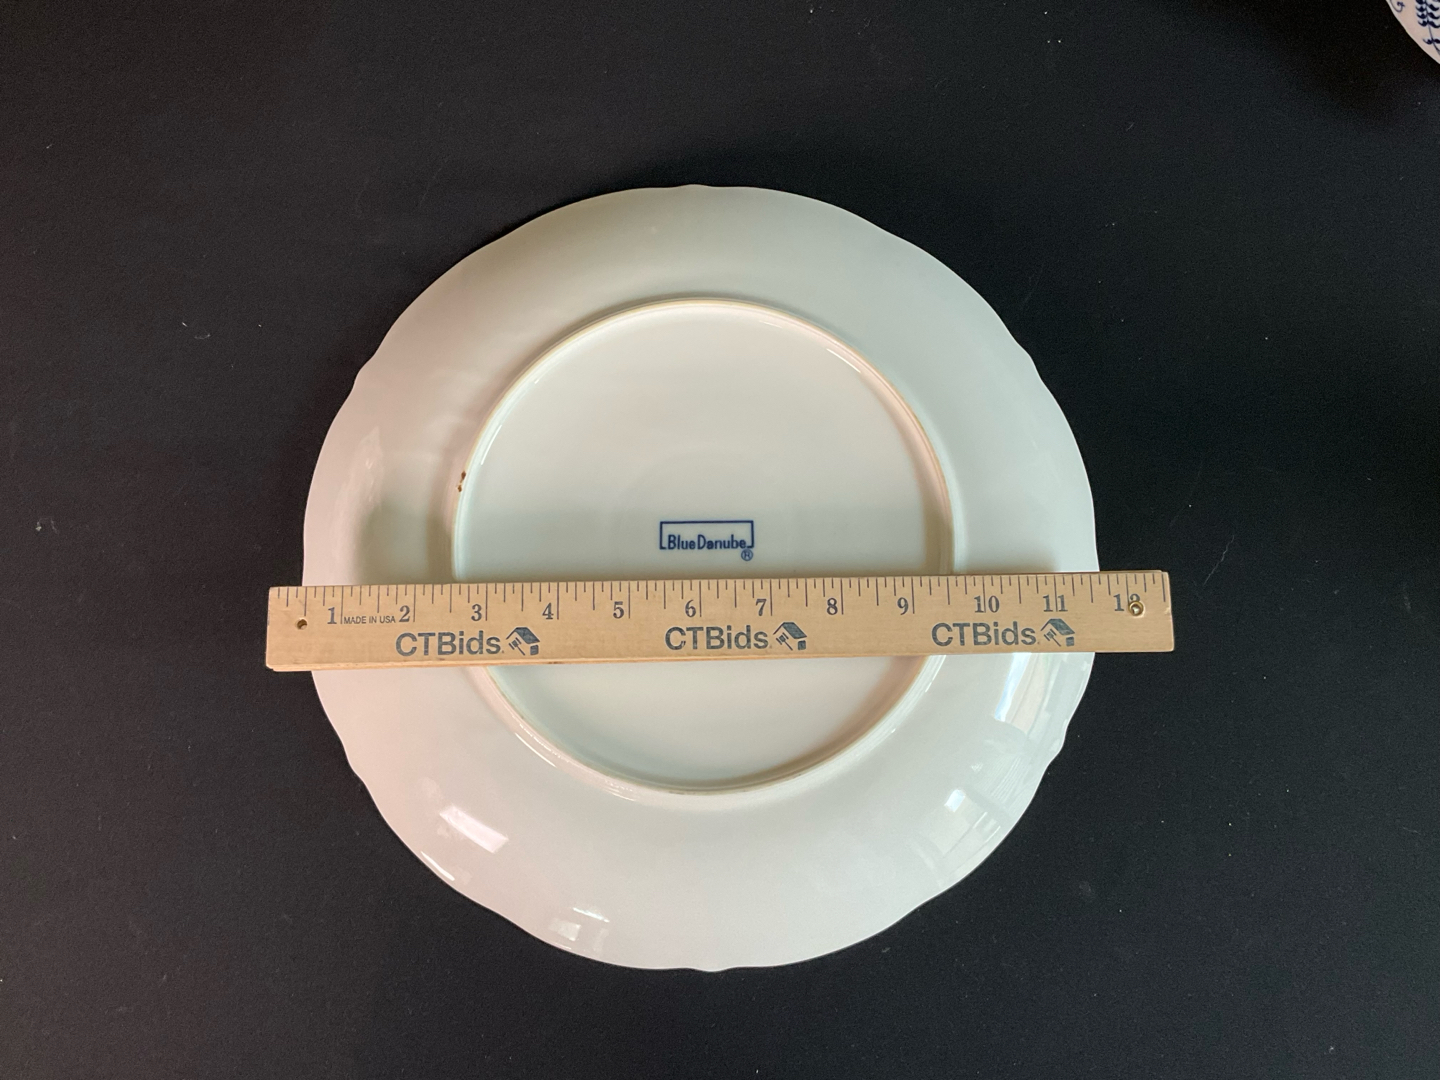 BlueDanube
®
1 MADE IN USA 2 3 4 5 6 7 8 9 10 11 12
CTBids. CTBids. CTBids.